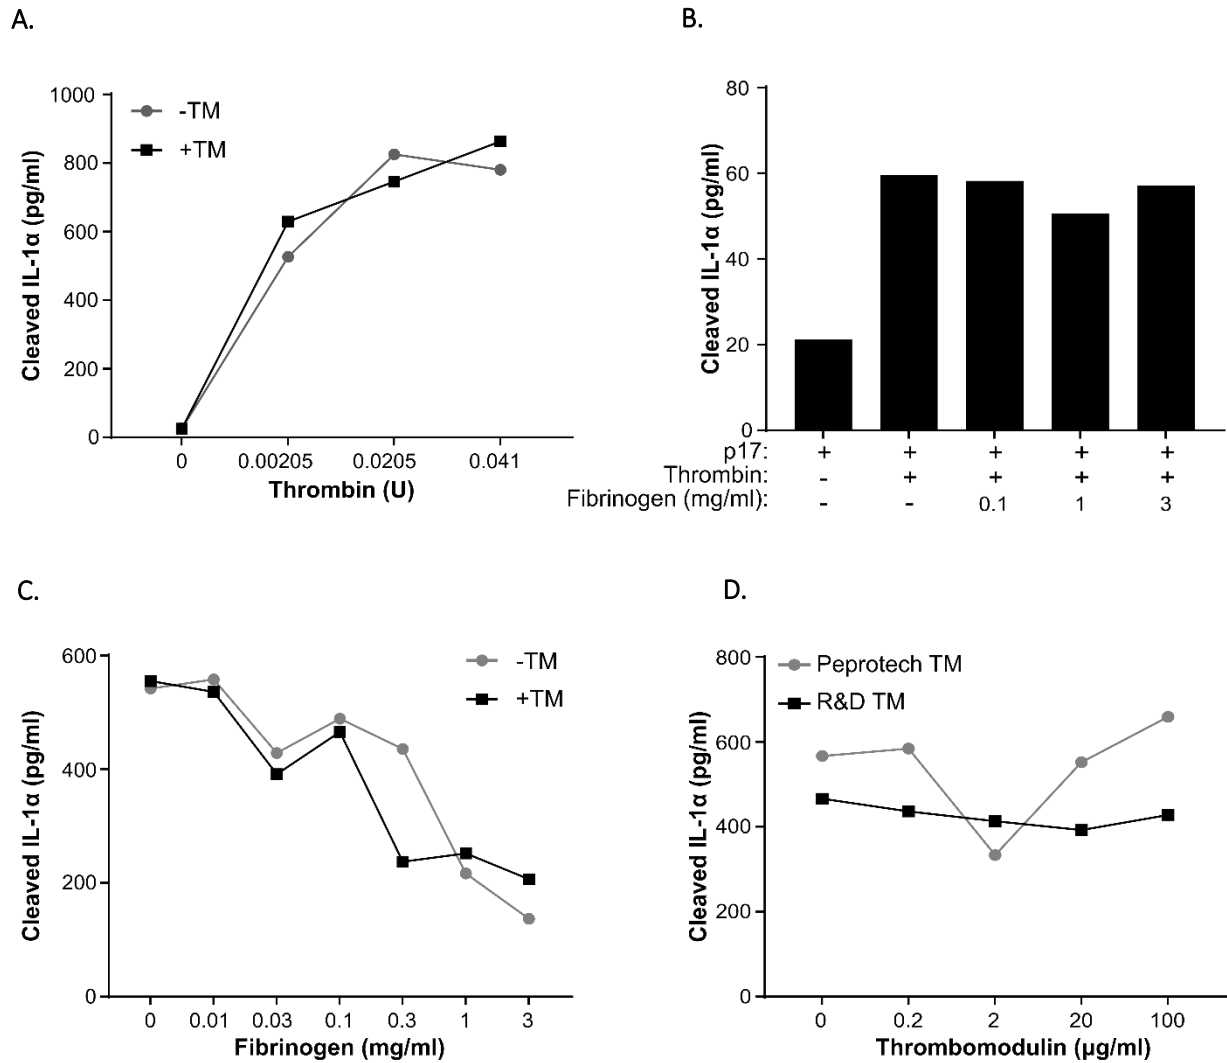 A.
1000
800
600
400
200
0
Cleaved IL-1α (pg/ml)
-TM
+TM
0 0.00205 0.0205 0.041
Thrombin (U)
B.
80
60
40
20
0
Cleaved IL-1α (pg/ml)
p17: + + + + +
Thrombin: - + + + +
Fibrinogen (mg/ml): - - 0.1 1 3
C.
600
400
200
0
Cleaved IL-1α (pg/ml)
-TM
+TM
0 0.01 0.03 0.1 0.3 1 3
Fibrinogen (mg/ml)
D.
800
600
400
200
0
Cleaved IL-1α (pg/ml)
Peprotech TM
R&D TM
0 0.2 2 20 100
Thrombomodulin (μg/ml)